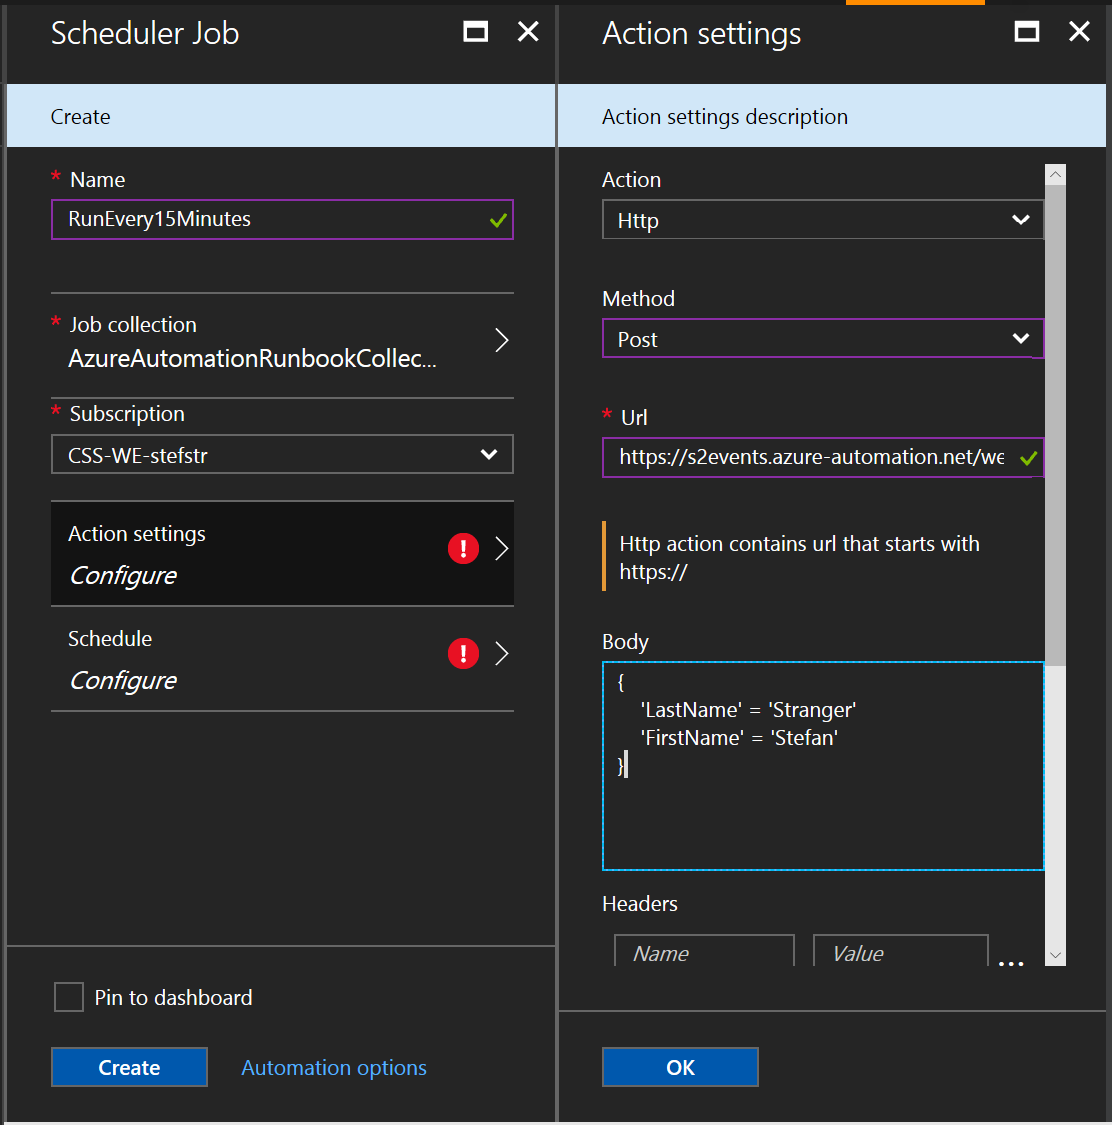 Scheduler Job
Create
* Name
RunEvery15Minutes
* Job collection
AzureAutomationRunbookCollec...
* Subscription
CSS-WE-stefstr
Action settings
Configure
Schedule
Configure
Pin to dashboard
Create
Automation options
Action settings
Action settings description
Action
Http
Method
Post
* Url
https://s2events.azure-automation.net/we
Http action contains url that starts with
https://
Body
{
'LastName' = 'Stranger'
'FirstName' = 'Stefan'
}
Headers
Name Value ...
OK